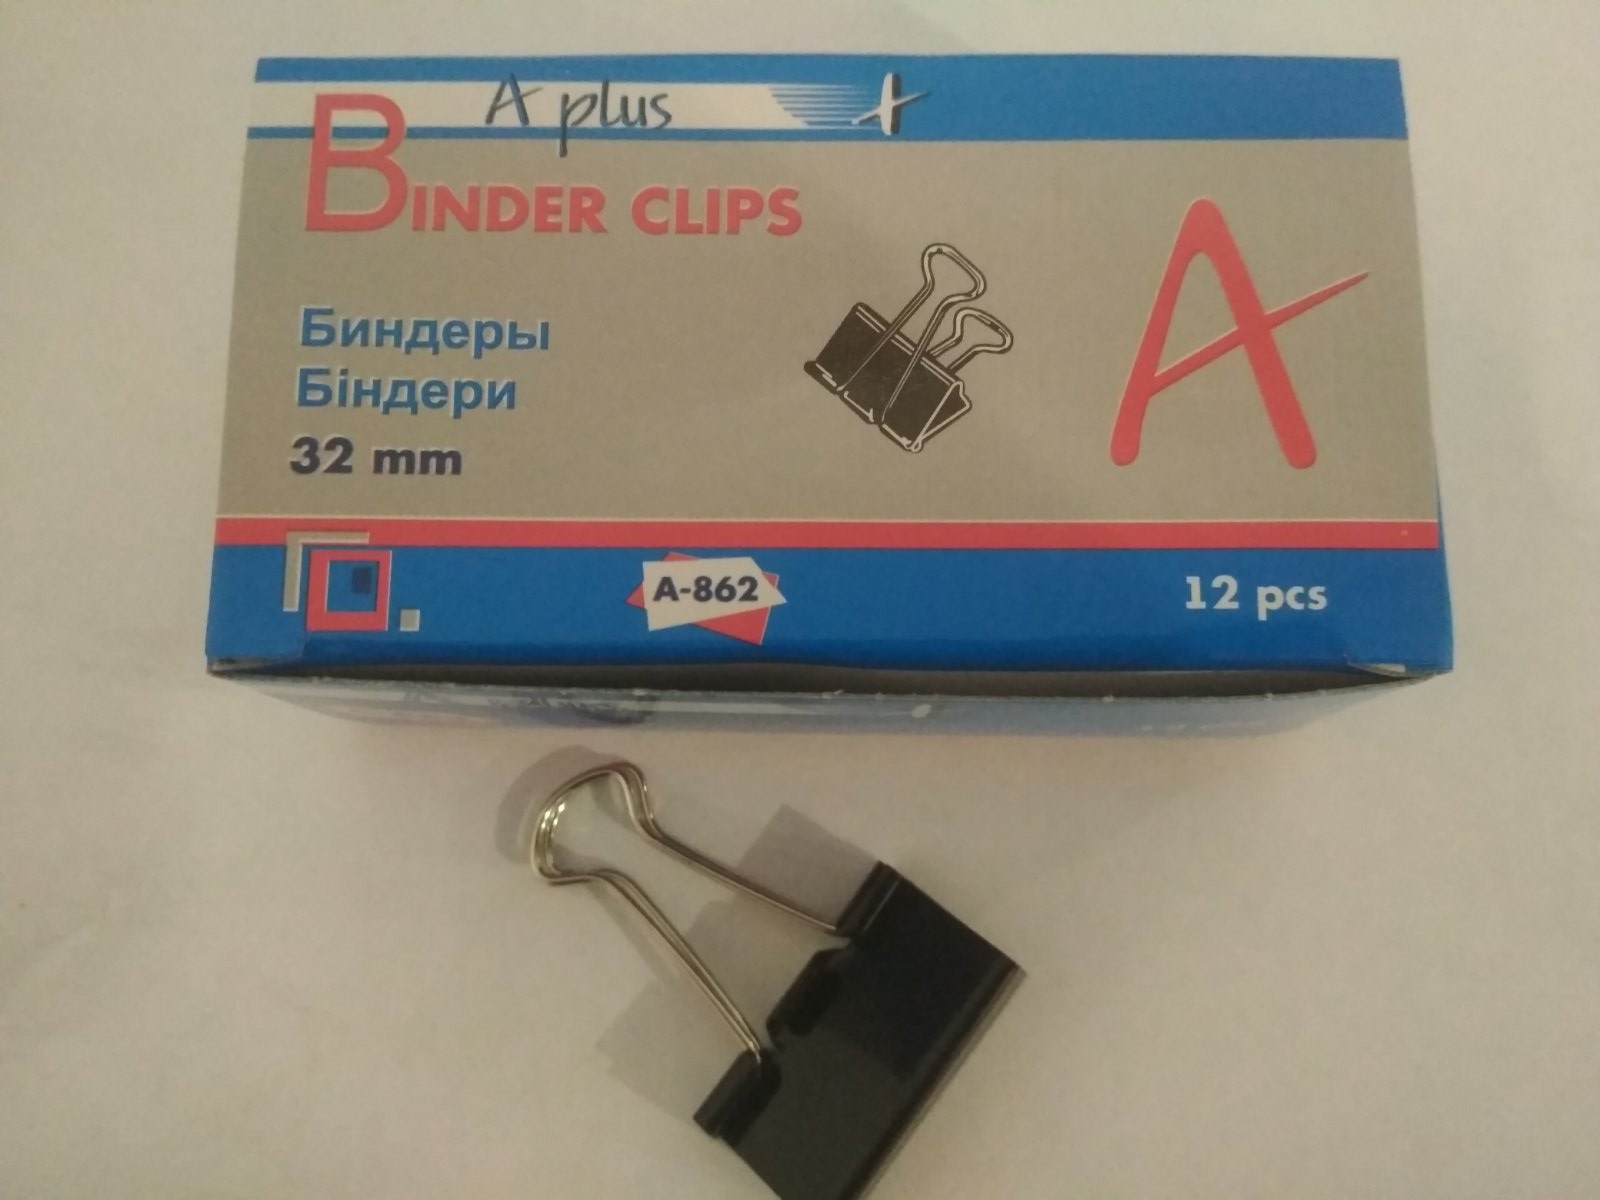 A plus
BINDER CLIPS
Биндеры
Біндери
32 mm
A
A-862
12 pcs